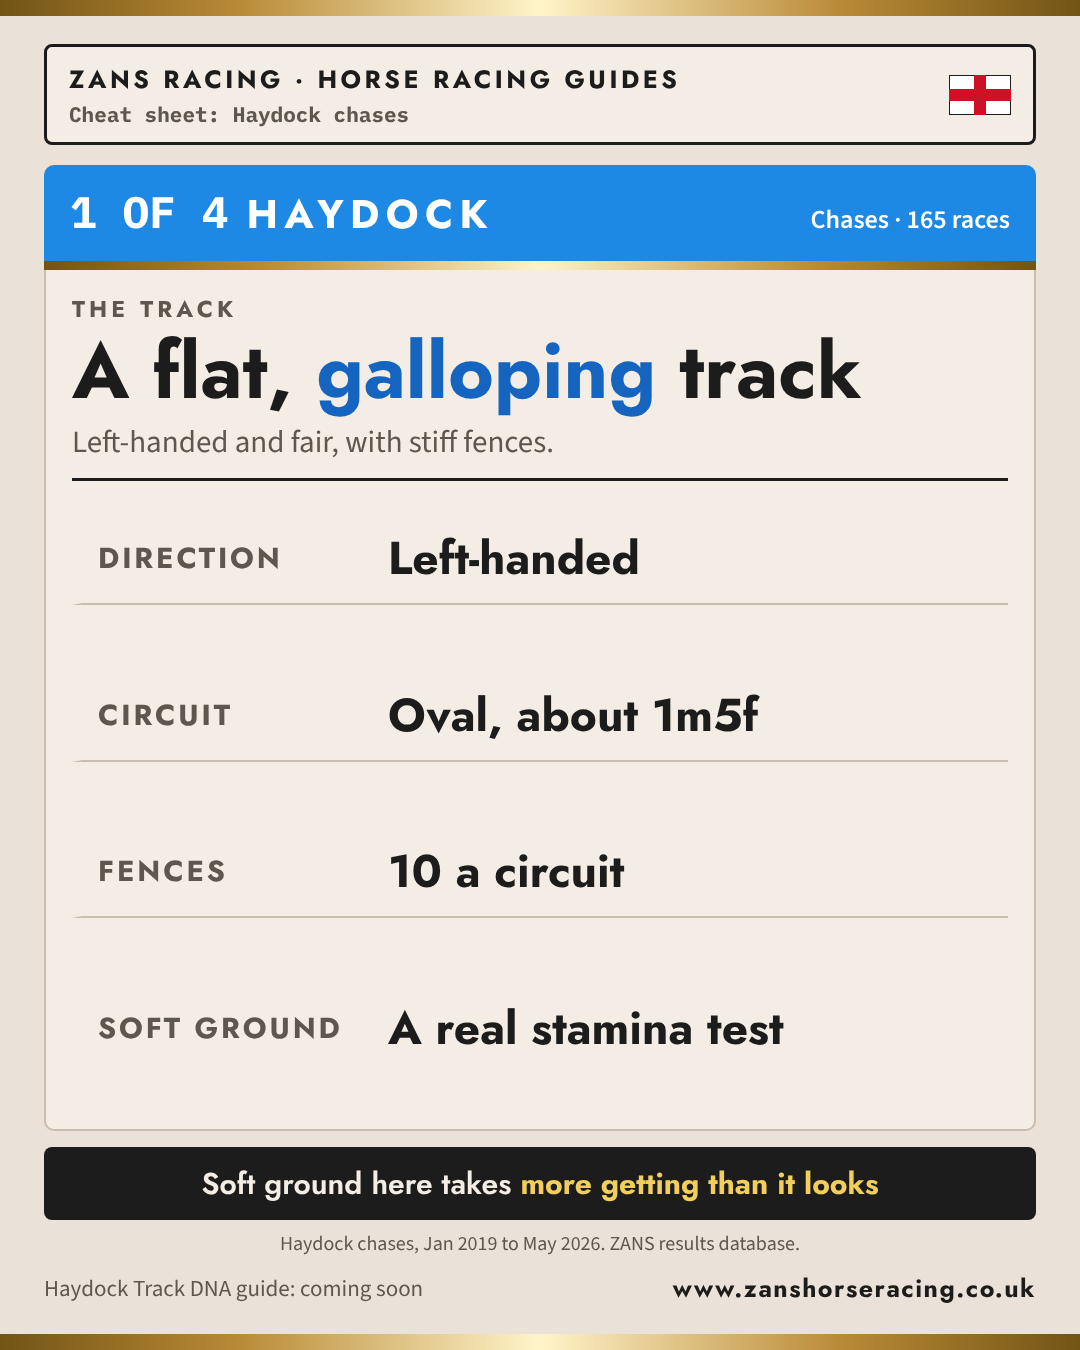 ZANS RACING · HORSE RACING GUIDES
Cheat sheet: Haydock chases
1 OF 4 HAYDOCK
Chases · 165 races
THE TRACK
A flat, galloping track
Left-handed and fair, with stiff fences.
DIRECTION Left-handed
CIRCUIT Oval, about 1m5f
FENCES 10 a circuit
SOFT GROUND A real stamina test
Soft ground here takes more getting than it looks
Haydock chases, Jan 2019 to May 2026. ZANS results database.
Haydock Track DNA guide: coming soon
www.zanshorseracing.co.uk